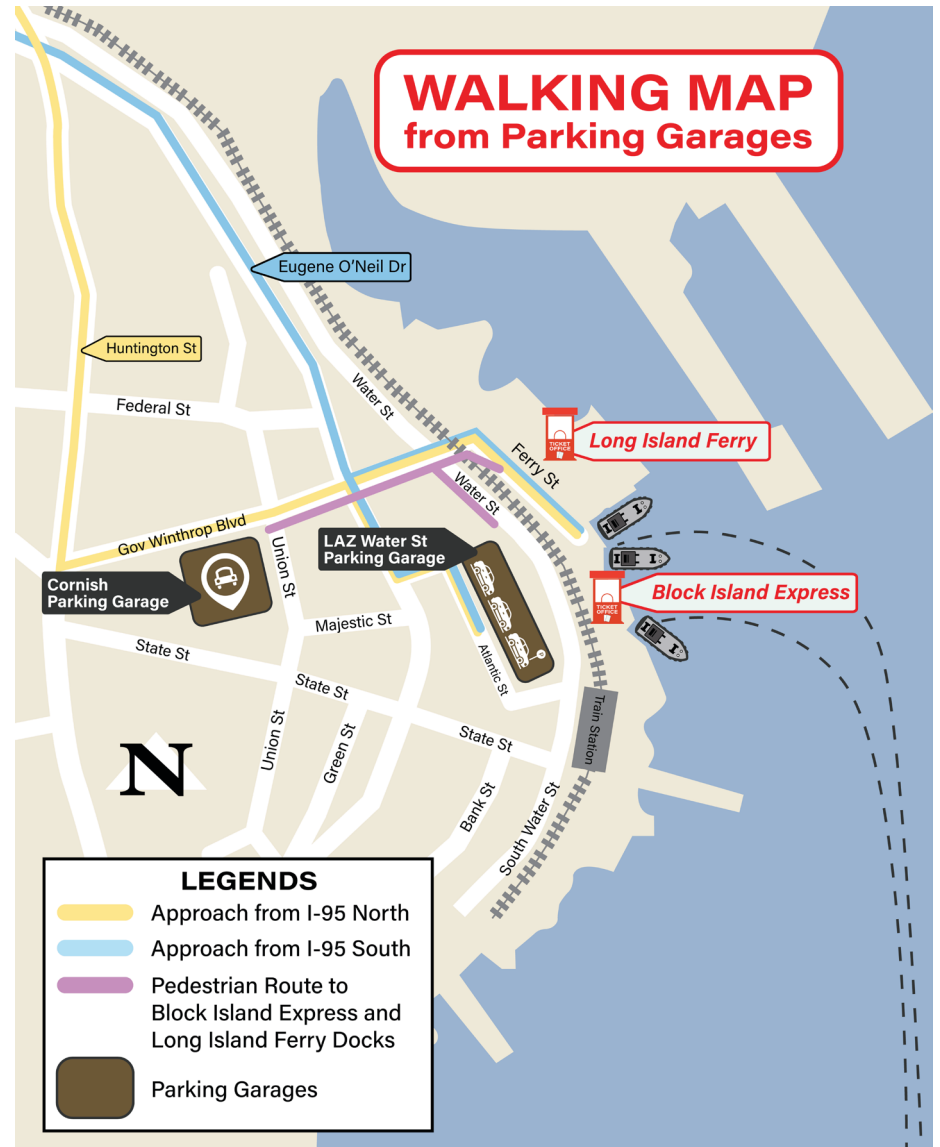 WALKING MAP
from Parking Garages
Eugene O'Neil Dr
Huntington St
Water St
Federal St
TICKET
OFFICE
Long Island Ferry
Ferry St
Water St
Gov Winthrop Blvd
LAZ Water St
Parking Garage
Union St
Cornish
Parking Garage
TICKET
OFFICE
Block Island Express
Majestic St
State St
Atlantic St
State St
Train Station
State St
Union St
Green St
N
Bank St
South Water St
LEGENDS
Approach from I-95 North
Approach from I-95 South
Pedestrian Route to
Block Island Express and
Long Island Ferry Docks
Parking Garages